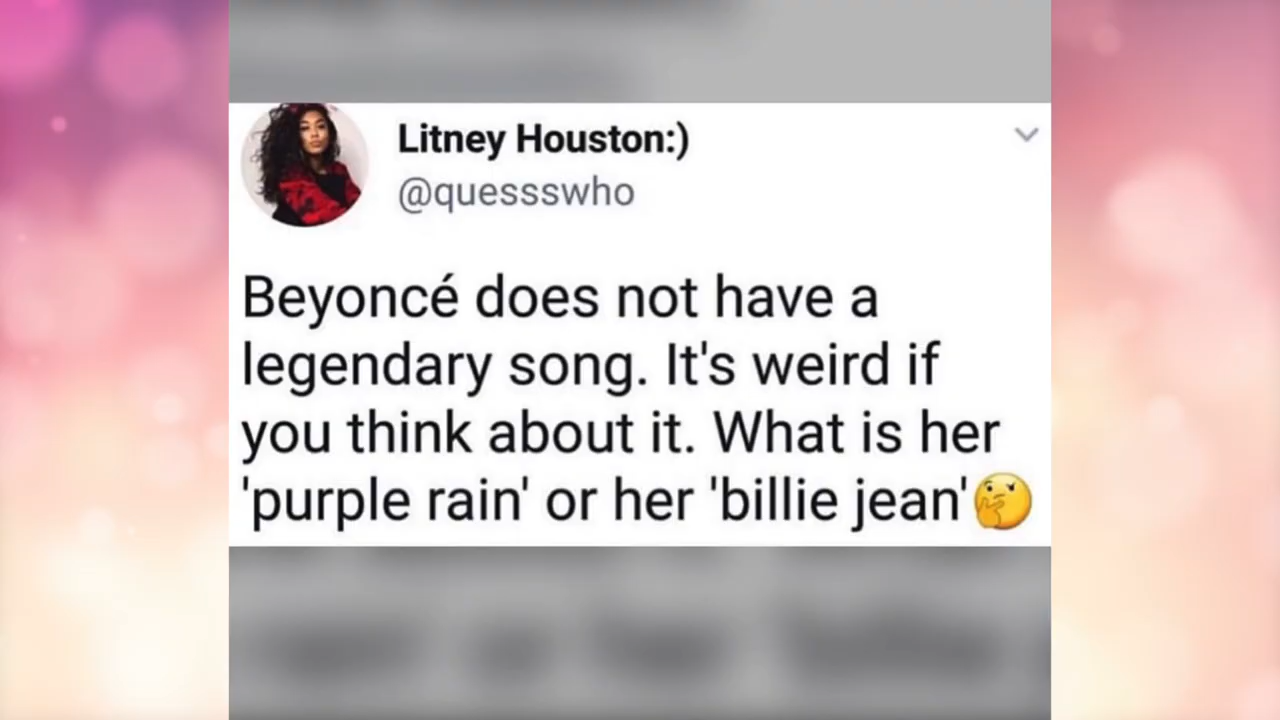 Litney Houston:)
@quessswho
Beyoncé does not have a
legendary song. It's weird if
you think about it. What is her
'purple rain' or her 'billie jean'🤔